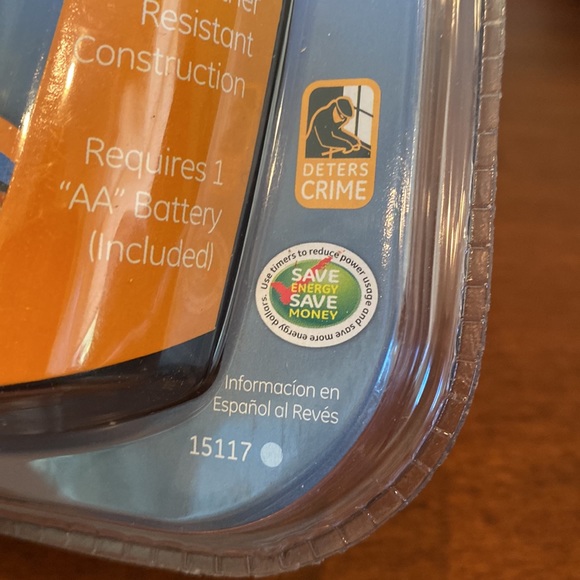 Resistant
Construction
Requires 1
"AA" Battery
(Included)
DETERS
CRIME
Use timers to reduce power usage and save more energy dollars.
SAVE
ENERGY
SAVE
MONEY
Informacíon en
Español al Revés
15117